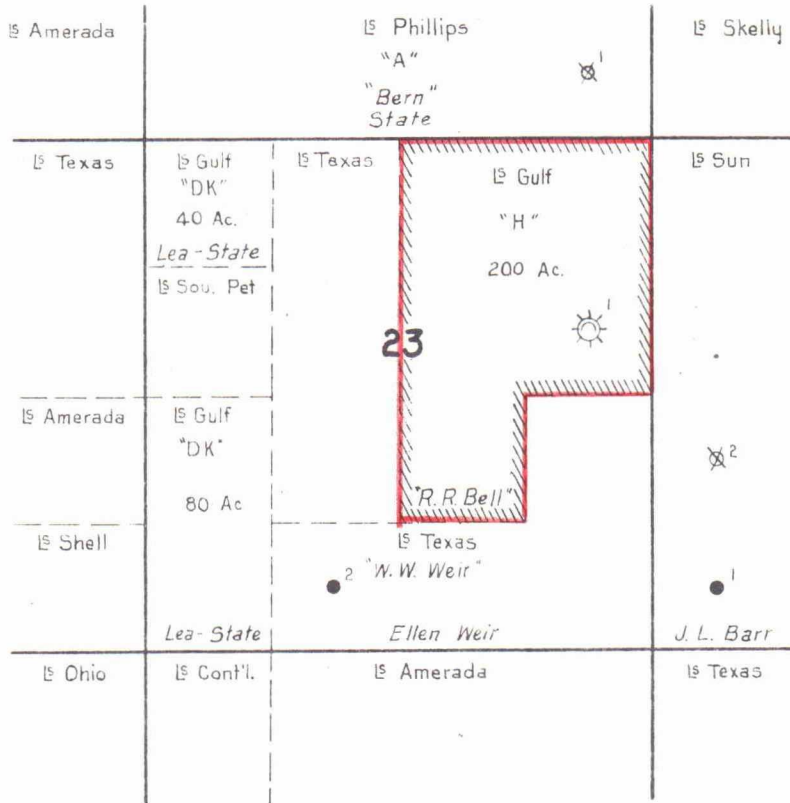 Ls Amerada
Ls Phillips
"A"
"Bern"
State
1
Ls Skelly
Ls Texas
Ls Gulf
"DK"
40 Ac.
Lea-State
Ls Sou. Pet
Ls Texas
Ls Gulf
"H"
200 Ac.
1
Ls Sun
23
Ls Amerada
Ls Gulf
"DK"
80 Ac
"R.R. Bell"
2
Ls Shell
Ls Texas
"W.W. Weir"
2
1
Lea-State
Ellen Weir
J. L. Barr
Ls Ohio
Ls Cont'l.
Ls Amerada
Ls Texas